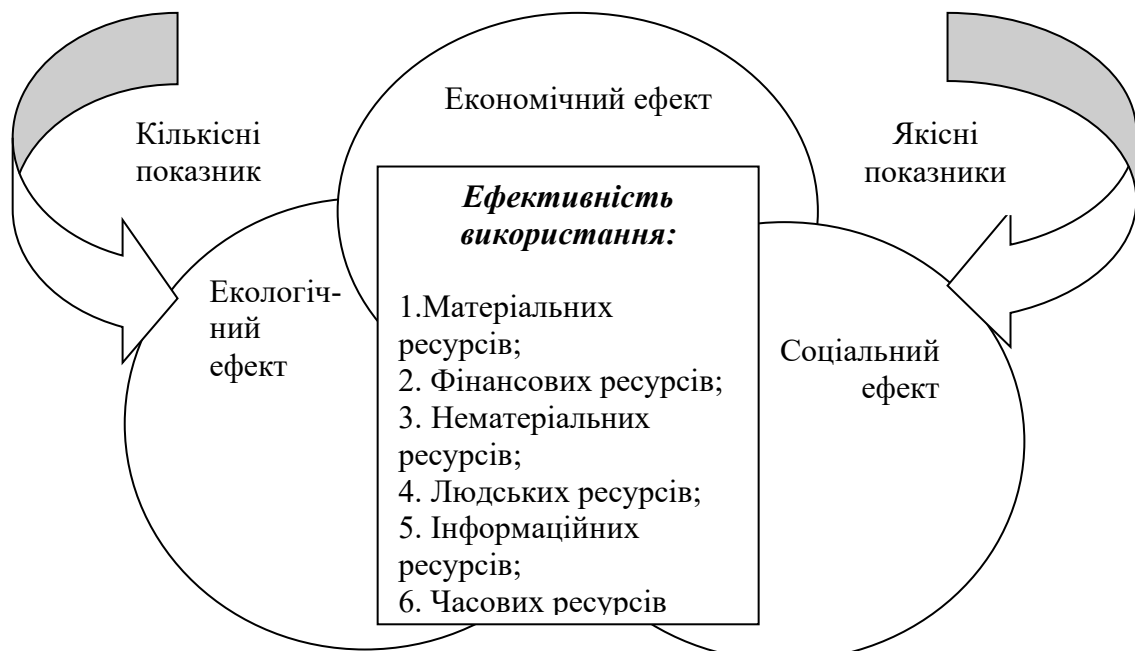 Економічний ефект
Кількісні
показник
Якісні
показники
Ефективність
використання:
Екологіч-
ний
ефект
1.Матеріальних
ресурсів;
2. Фінансових ресурсів;
3. Нематеріальних
ресурсів;
4. Людських ресурсів;
5. Інформаційних
ресурсів;
6. Часових ресурсів
Соціальний
ефект